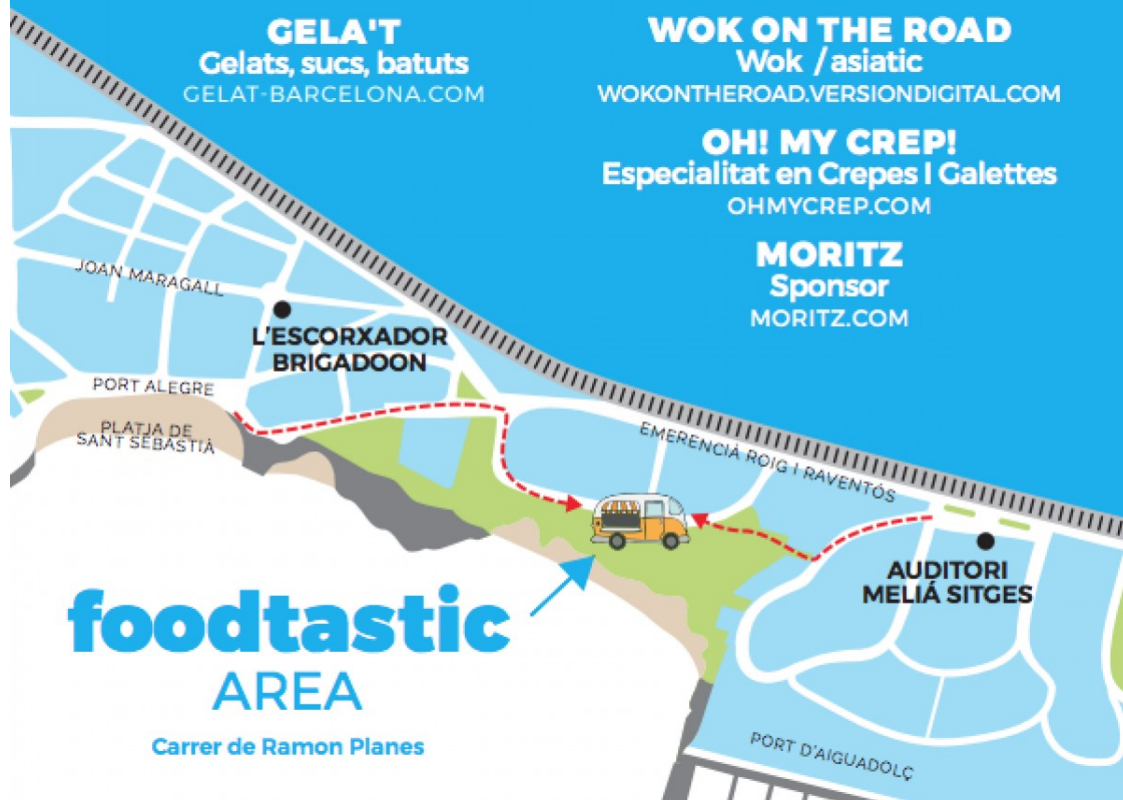 GELA'T
Gelats, sucs, batuts
GELAT-BARCELONA.COM
WOK ON THE ROAD
Wok / asiatic
WOKONTHEROAD.VERSIONDIGITAL.COM
OH! MY CREP!
Especialitat en Crepes I Galettes
OHMYCREP.COM
MORITZ
Sponsor
MORITZ.COM
JOAN MARAGALL
L'ESCORXADOR
BRIGADOON
PORT ALEGRE
PLATJA DE
SANT SEBASTIÀ
EMERENCIÀ ROIG I RAVENTÓS
AUDITORI
MELIÁ SITGES
foodtastic
AREA
Carrer de Ramon Planes
PORT D'AIGUADOLÇ